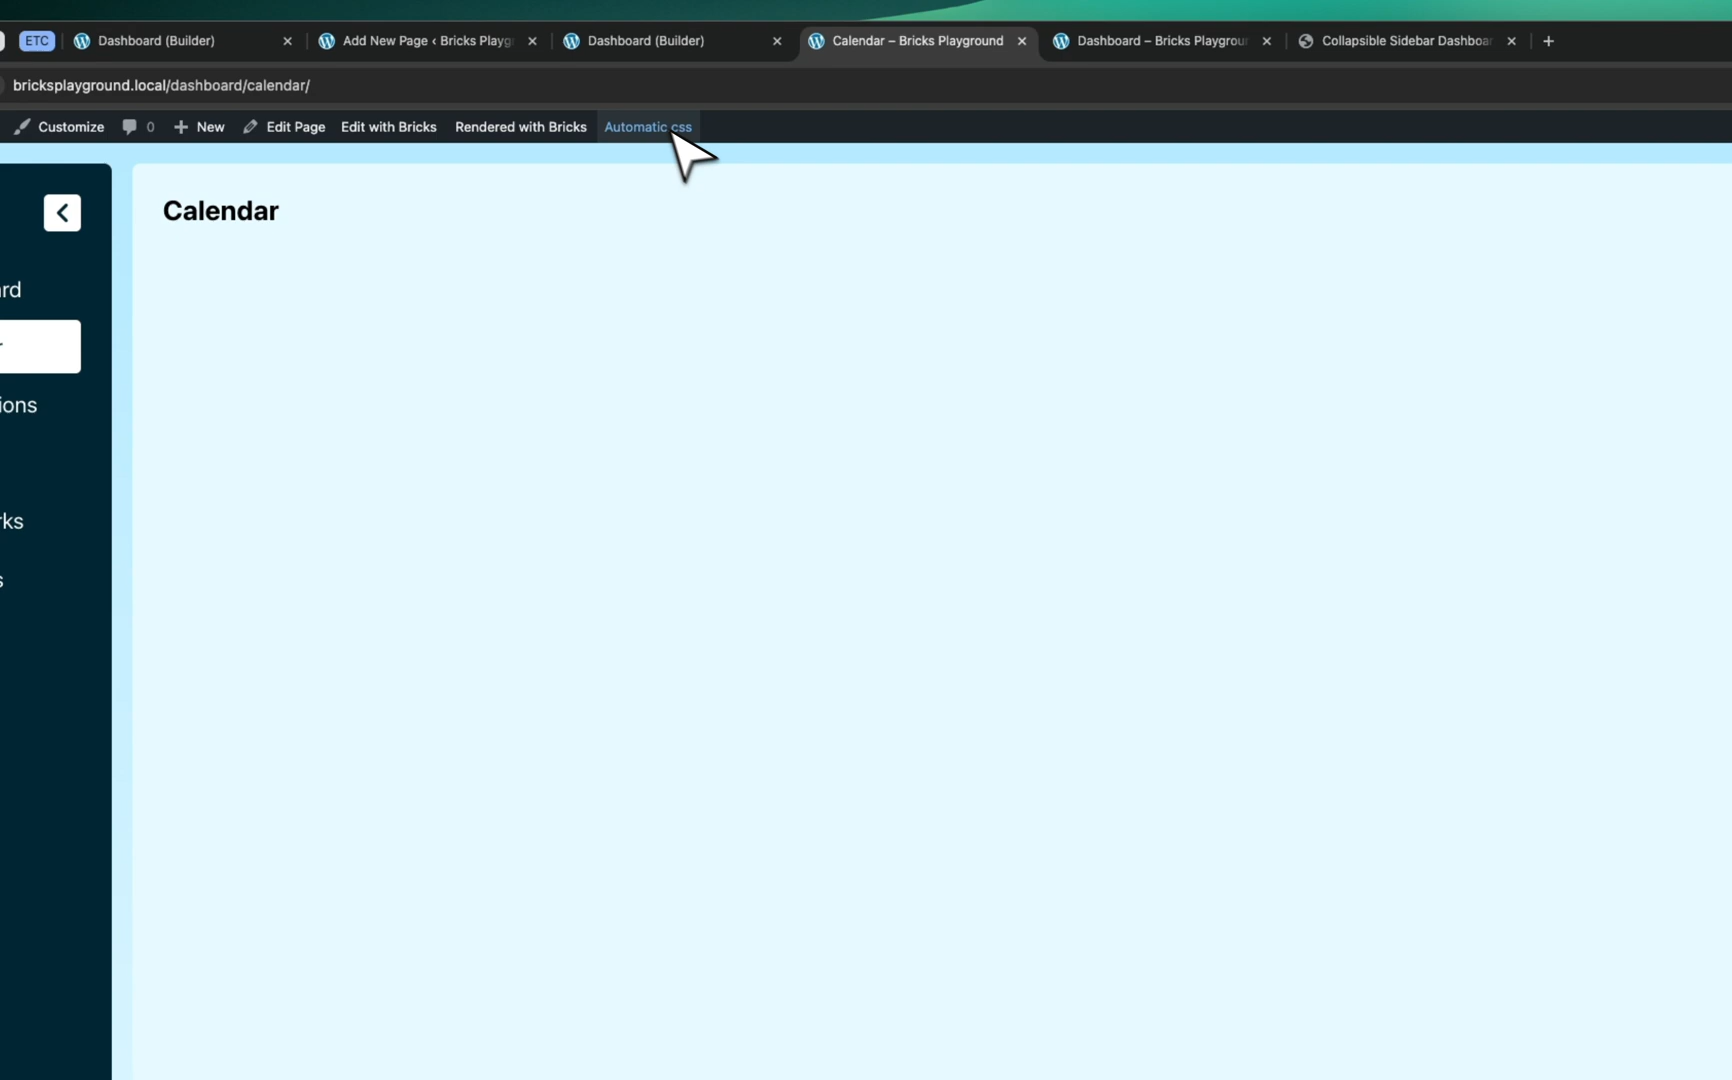 ETC Dashboard (Builder) Add New Page ‹ Bricks Playg Dashboard (Builder) Calendar – Bricks Playground Dashboard – Bricks Playgrou Collapsible Sidebar Dashboa
bricksplayground.local/dashboard/calendar/
Customize 0 New Edit Page Edit with Bricks Rendered with Bricks Automatic css
Calendar
rd
r
ions
rks
s